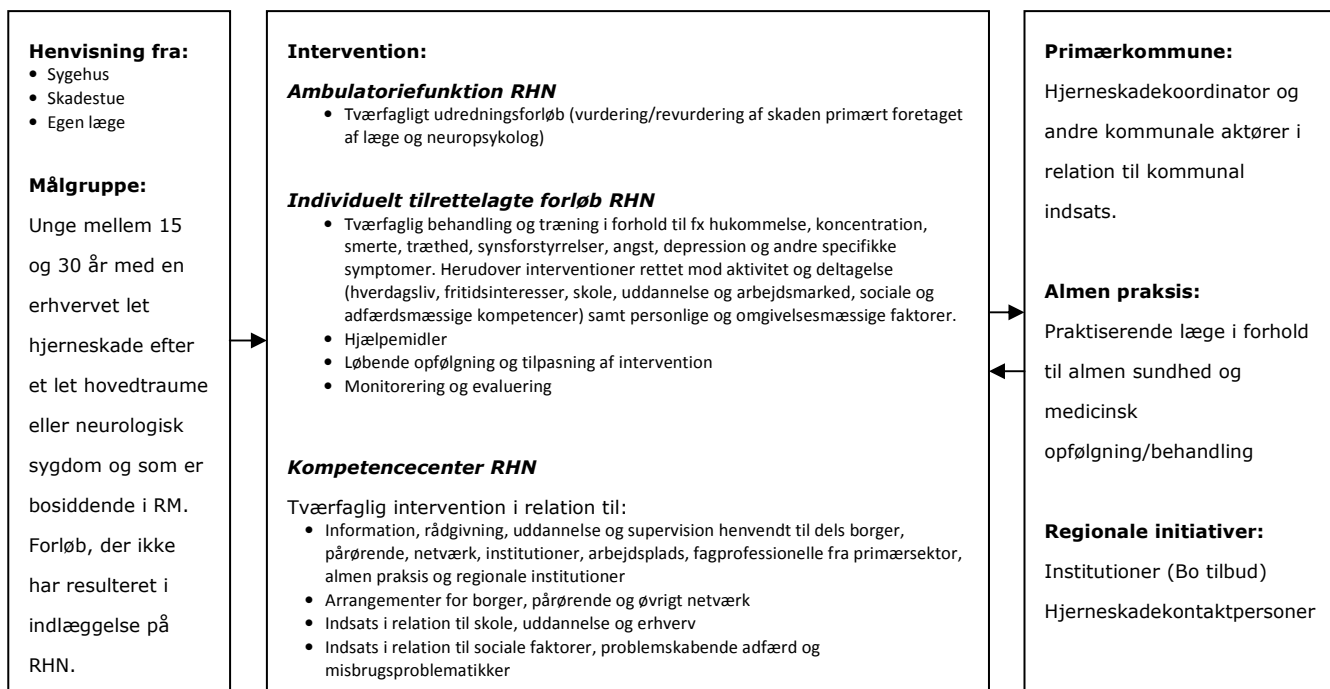 Henvisning fra:
• Sygehus
• Skadestue
• Egen læge
Målgruppe:
Unge mellem 15
og 30 år med en
erhvervet let
hjerneskade efter
et let hovedtraume
eller neurologisk
sygdom og som er
bosiddende i RM.
Forløb, der ikke
har resulteret i
indlæggelse på
RHN.
Intervention:
Ambulatoriefunktion RHN
• Tværfagligt udredningsforløb (vurdering/revurdering af skaden primært foretaget
af læge og neuropsykolog)
Individuelt tilrettelagte forløb RHN
• Tværfaglig behandling og træning i forhold til fx hukommelse, koncentration,
smerte, træthed, synsforstyrrelser, angst, depression og andre specifikke
symptomer. Herudover interventioner rettet mod aktivitet og deltagelse
(hverdagsliv, fritidsinteresser, skole, uddannelse og arbejdsmarked, sociale og
adfærdsmæssige kompetencer) samt personlige og omgivelsesmæssige faktorer.
• Hjælpemidler
• Løbende opfølgning og tilpasning af intervention
• Monitorering og evaluering
Kompetencecenter RHN
Tværfaglig intervention i relation til:
• Information, rådgivning, uddannelse og supervision henvendt til dels borger,
pårørende, netværk, institutioner, arbejdsplads, fagprofessionelle fra primærsektor,
almen praksis og regionale institutioner
• Arrangementer for borger, pårørende og øvrigt netværk
• Indsats i relation til skole, uddannelse og erhverv
• Indsats i relation til sociale faktorer, problemskabende adfærd og
misbrugsproblematikker
Primærkommune:
Hjerneskadekoordinator og
andre kommunale aktører i
relation til kommunal
indsats.
Almen praksis:
Praktiserende læge i forhold
til almen sundhed og
medicinsk
opfølgning/behandling
Regionale initiativer:
Institutioner (Bo tilbud)
Hjerneskadekontaktpersoner